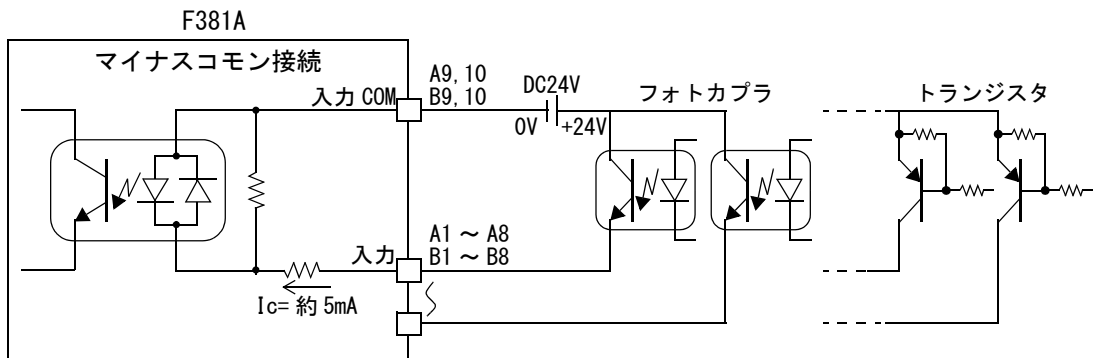 F381A
マイナスコモン接続
入力 COM
A9, 10
B9, 10
DC24V
0V
+24V
フォトカプラ
トランジスタ
入力
A1 ～ A8
B1 ～ B8
Ic= 約 5mA